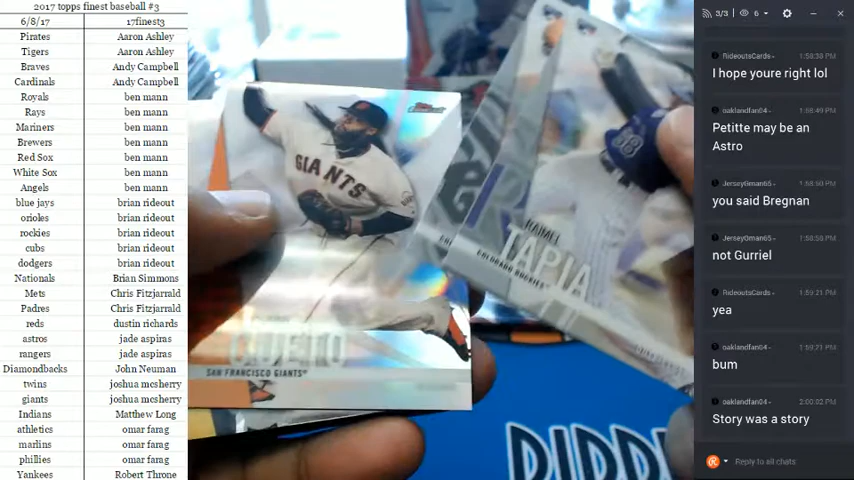 2017 topps finest baseball #3
6/8/17 17finest3
Pirates Aaron Ashley
Tigers Aaron Ashley
Braves Andy Campbell
Cardinals Andy Campbell
Royals ben mann
Rays ben mann
Mariners ben mann
Brewers ben mann
Red Sox ben mann
White Sox ben mann
Angels ben mann
blue jays brian rideout
orioles brian rideout
rockies brian rideout
cubs brian rideout
dodgers brian rideout
Nationals Brian Simmons
Mets Chris Fitzjarrald
Padres Chris Fitzjarrald
reds dustin richards
astros jade aspiras
rangers jade aspiras
Diamondbacks John Neuman
twins joshua mcsherry
giants joshua mcsherry
Indians Matthew Long
athletics omar farag
marlins omar farag
phillies omar farag
Yankees Robert Throne
GIANTS
CUETO
SAN FRANCISCO GIANTS
RAIMEL
TAPIA
COLORADO ROCKIES
3/3 6
RideoutsCards 1:58:39 PM
I hope youre right lol
oaklandfan04 1:58:49 PM
Petitte may be an
Astro
JerseyGman65 1:58:50 PM
you said Bregnan
JerseyGman65 1:58:58 PM
not Gurriel
RideoutsCards 1:59:21 PM
yea
oaklandfan04 1:59:21 PM
bum
oaklandfan04 2:00:02 PM
Story was a story
Reply to all chats